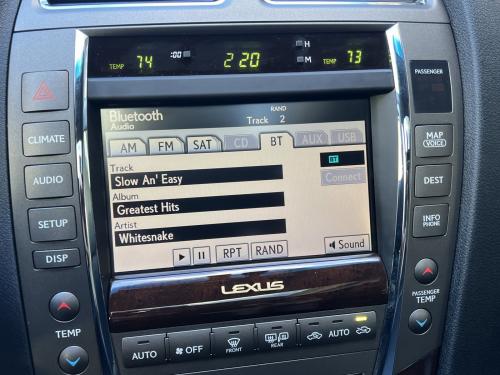 :00 H
TEMP 74 2 20 M TEMP 73
PASSENGER
Bluetooth RAND
Audio Track 2
CLIMATE
AM FM SAT CD BT AUX USB
MAP
VOICE
Track BT
Slow An' Easy Connect
AUDIO
DEST
Album
Greatest Hits
SETUP
INFO
PHONE
Artist
Whitesnake
RPT RAND Sound
DISP
LEXUS
TEMP
PASSENGER
TEMP
AUTO OFF FRONT REAR AUTO